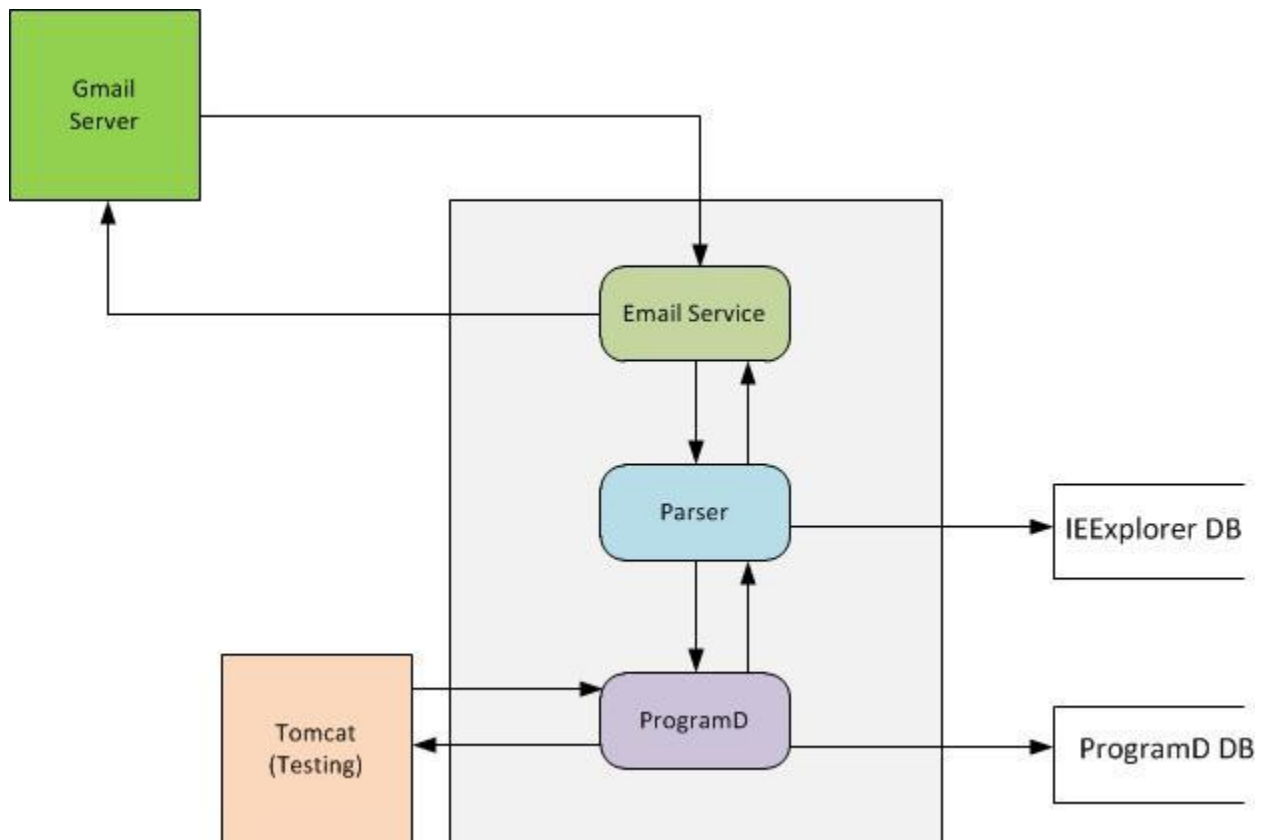 Gmail
Server
Email Service
Parser
IEExplorer DB
ProgramD
Tomcat
(Testing)
ProgramD DB